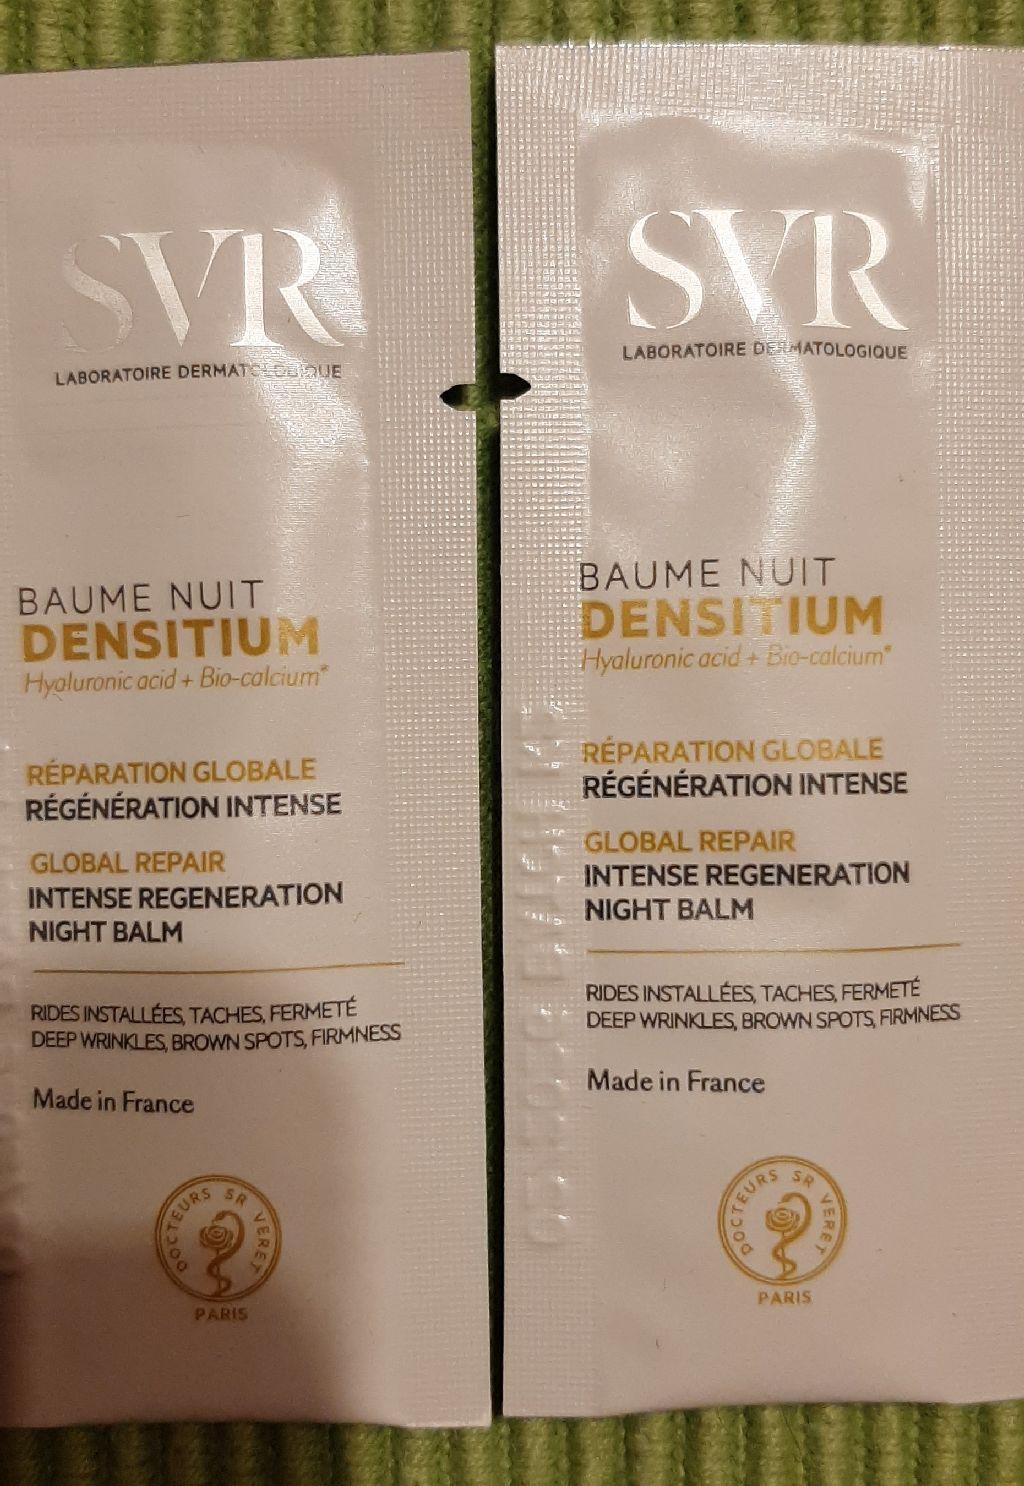 SVR
LABORATOIRE DERMATOLOGIQUE
BAUME NUIT
DENSITIUM
Hyaluronic acid + Bio-calcium*
RÉPARATION GLOBALE
RÉGÉNÉRATION INTENSE
GLOBAL REPAIR
INTENSE REGENERATION
NIGHT BALM
RIDES INSTALLÉES, TACHES, FERMETÉ
DEEP WRINKLES, BROWN SPOTS, FIRMNESS
Made in France
DOCTEURS SR VERET
PARIS
SVR
LABORATOIRE DERMATOLOGIQUE
BAUME NUIT
DENSITIUM
Hyaluronic acid + Bio-calcium*
RÉPARATION GLOBALE
RÉGÉNÉRATION INTENSE
GLOBAL REPAIR
INTENSE REGENERATION
NIGHT BALM
RIDES INSTALLÉES, TACHES, FERMETÉ
DEEP WRINKLES, BROWN SPOTS, FIRMNESS
Made in France
DOCTEURS SR VERET
PARIS